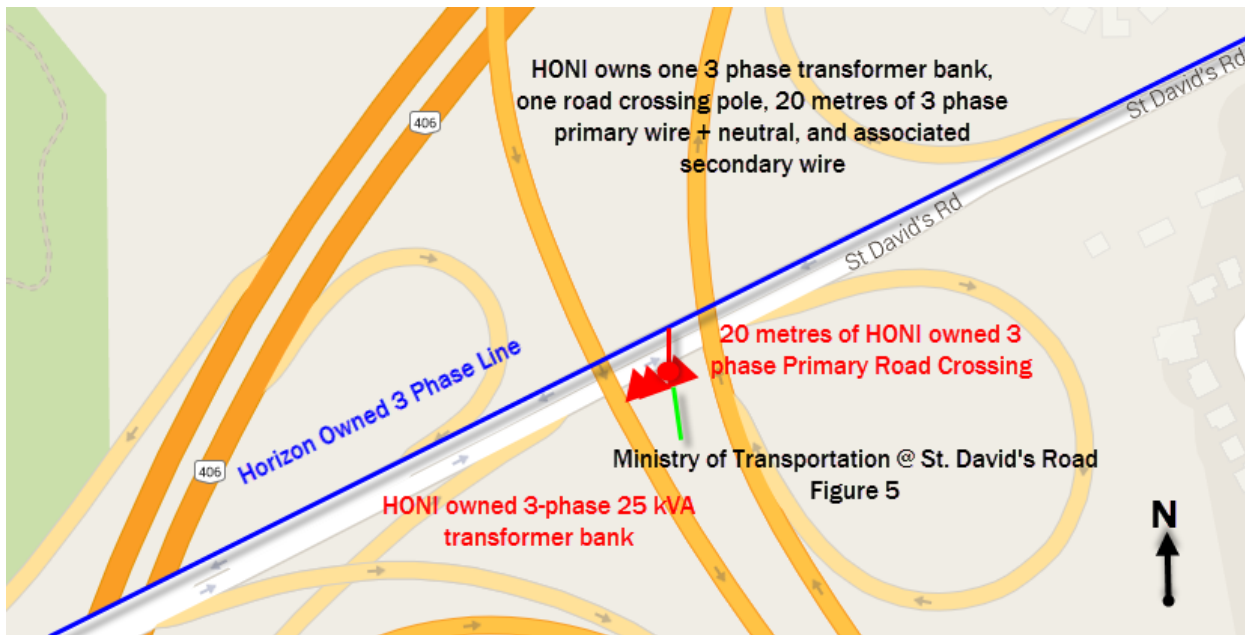 HONI owns one 3 phase transformer bank,
one road crossing pole, 20 metres of 3 phase
primary wire + neutral, and associated
secondary wire
St David's Rd
406
St David's Rd
20 metres of HONI owned 3
phase Primary Road Crossing
Horizon Owned 3 Phase Line
406
Ministry of Transportation @ St. David's Road
Figure 5
HONI owned 3-phase 25 kVA
transformer bank
N